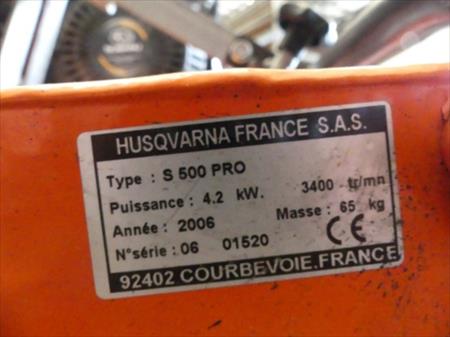 HUSQVARNA FRANCE S.A.S.
Type : S 500 PRO
Puissance : 4.2 kW. 3400 tr/mn
Année : 2006 Masse : 65 kg
N°série : 06 01520 CE
92402 COURBEVOIE.FRANCE